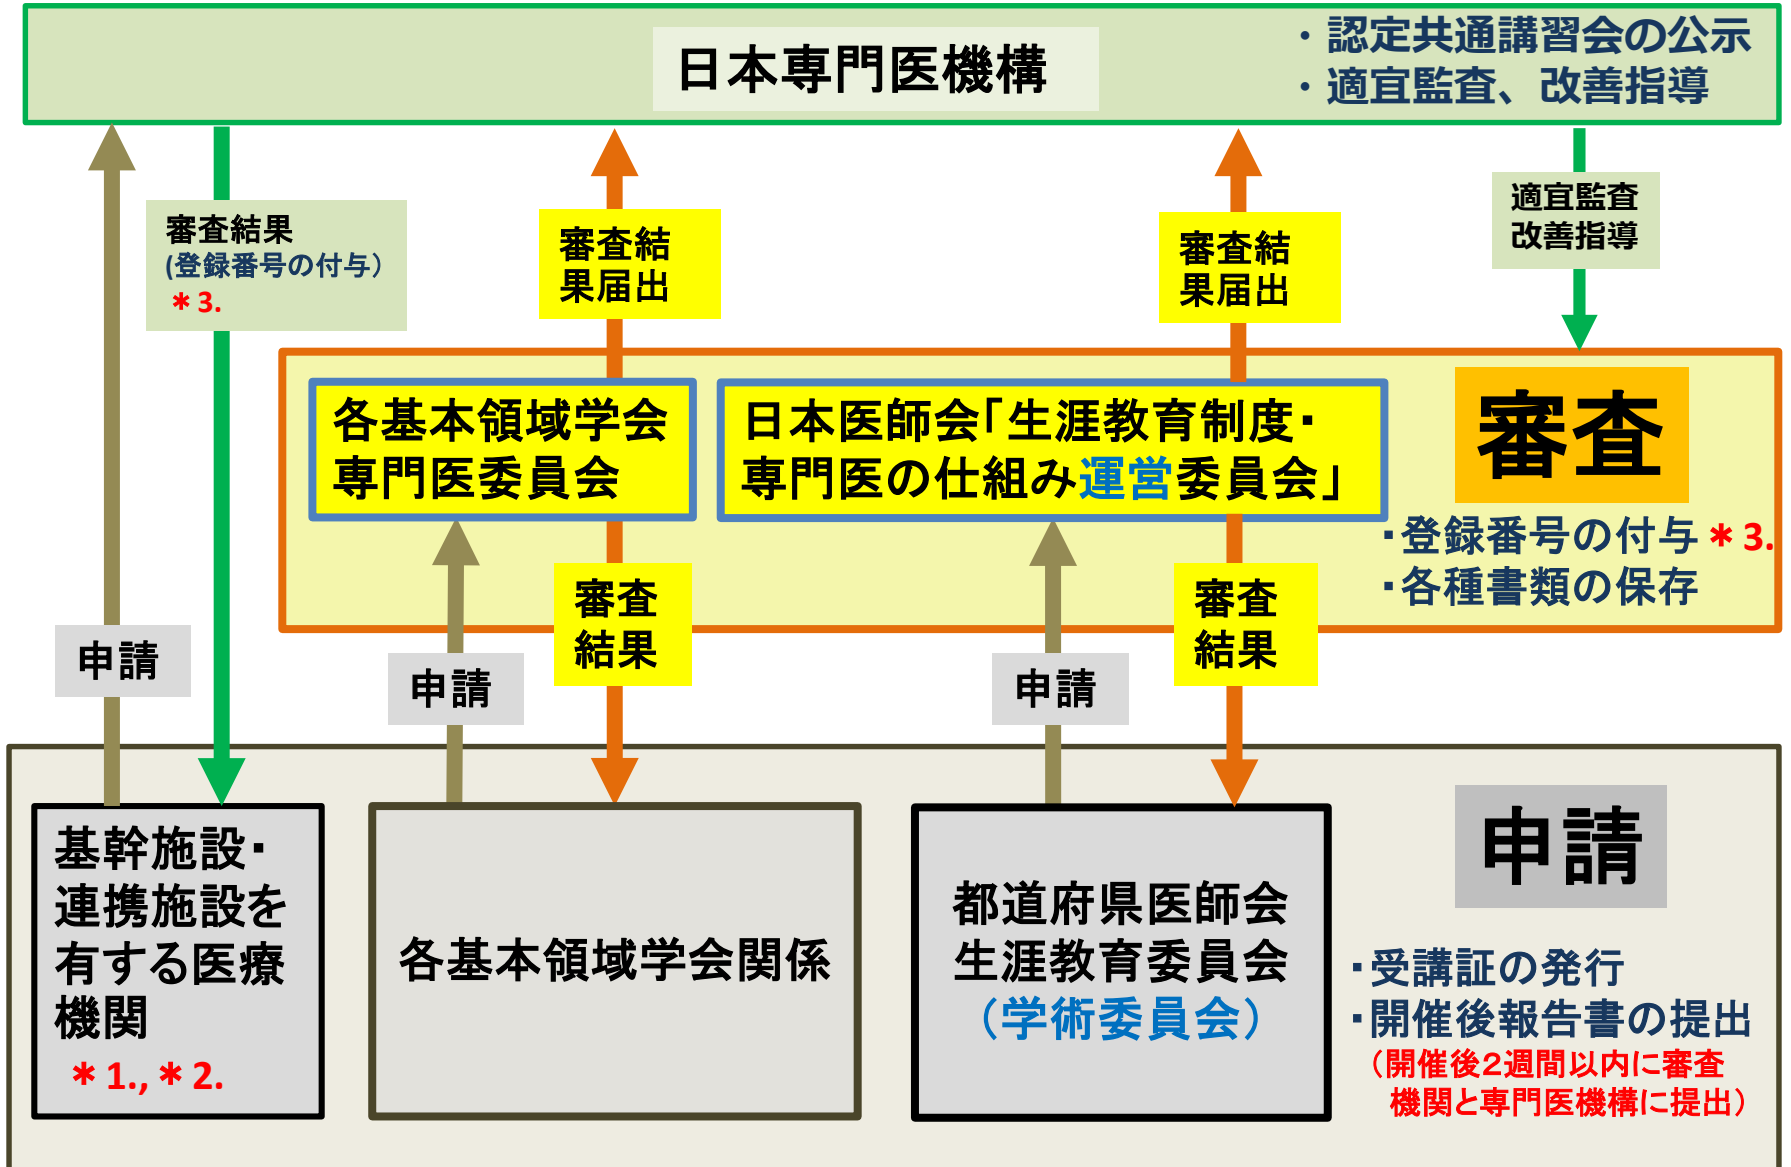 日本専門医機構
・認定共通講習会の公示
・適宜監査、改善指導
審査結果
(登録番号の付与）
＊3.
審査結
果届出
審査結
果届出
適宜監査
改善指導
各基本領域学会
専門医委員会
日本医師会「生涯教育制度・
専門医の仕組み運営委員会」
審査
・登録番号の付与＊3.
・各種書類の保存
審査
結果
審査
結果
申請
申請
申請
基幹施設・
連携施設を
有する医療
機関
＊1.,＊2.
各基本領域学会関係
都道府県医師会
生涯教育委員会
（学術委員会）
申請
・受講証の発行
・開催後報告書の提出
（開催後２週間以内に審査
機関と専門医機構に提出）